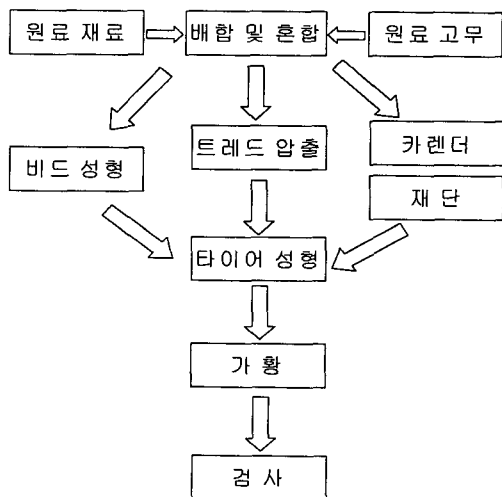 원료 재료
배합 및 혼합
원료 고무
비드 성형
트레드 압출
카렌더
재 단
타이어 성형
가 황
검 사